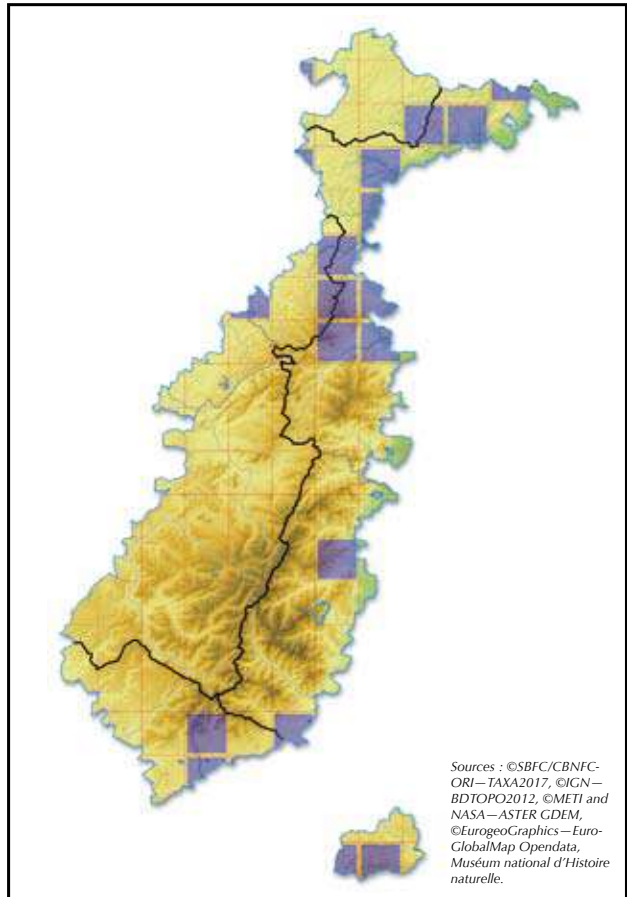 Sources : ©SBFC/CBNFC-
ORI—TAXA2017, ©IGN—
BDTOPO2012, ©METI and
NASA—ASTER GDEM,
©EurogeoGraphics—Euro-
GlobalMap Opendata,
Muséum national d'Histoire
naturelle.